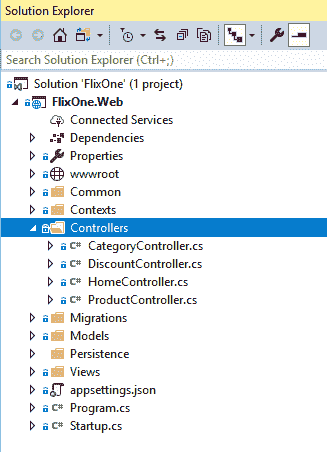 Solution Explorer
Search Solution Explorer (Ctrl+;)
Solution 'FlixOne' (1 project)
FlixOne.Web
Connected Services
Dependencies
Properties
wwwroot
Common
Contexts
Controllers
C# CategoryController.cs
C# DiscountController.cs
C# HomeController.cs
C# ProductController.cs
Migrations
Models
Persistence
Views
appsettings.json
C# Program.cs
C# Startup.cs